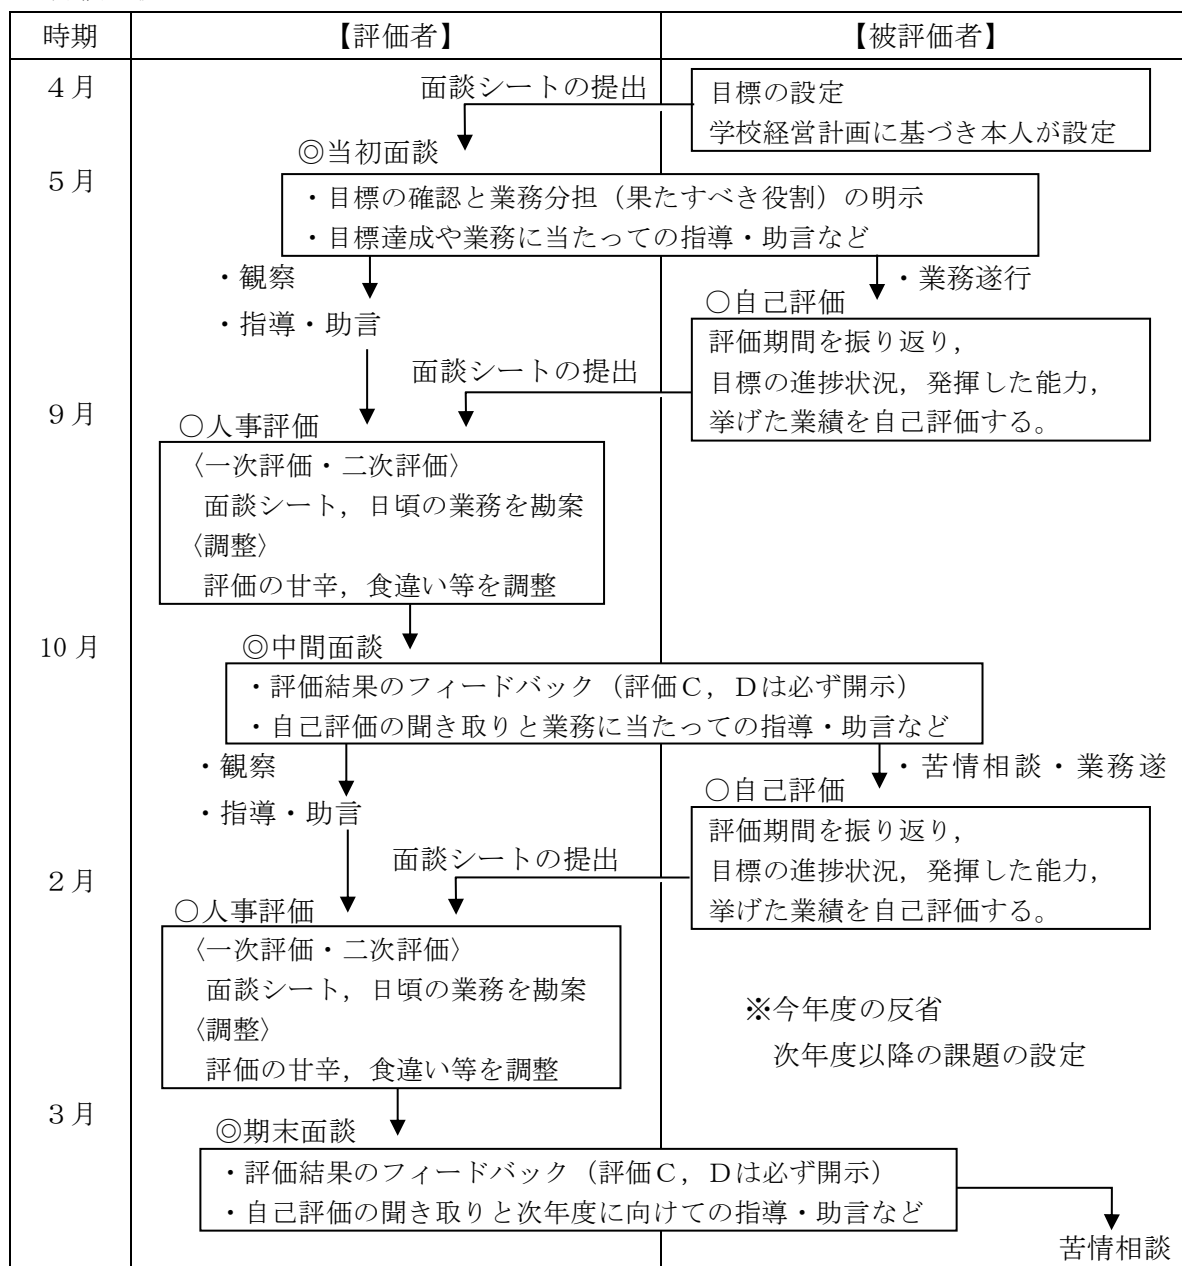 時期
【評価者】
【被評価者】
４月
面談シートの提出
目標の設定
学校経営計画に基づき本人が設定
◎当初面談
５月
・目標の確認と業務分担（果たすべき役割）の明示
・目標達成や業務に当たっての指導・助言など
・観察
・業務遂行
・指導・助言
○自己評価
評価期間を振り返り，
目標の進捗状況，発揮した能力，
挙げた業績を自己評価する。
面談シートの提出
９月
○人事評価
〈一次評価・二次評価〉
面談シート，日頃の業務を勘案
〈調整〉
評価の甘辛，食違い等を調整
10 月
◎中間面談
・評価結果のフィードバック（評価Ｃ，Ｄは必ず開示）
・自己評価の聞き取りと業務に当たっての指導・助言など
・観察
・苦情相談・業務遂
・指導・助言
○自己評価
評価期間を振り返り，
目標の進捗状況，発揮した能力，
挙げた業績を自己評価する。
面談シートの提出
２月
○人事評価
〈一次評価・二次評価〉
面談シート，日頃の業務を勘案
〈調整〉
評価の甘辛，食違い等を調整
※今年度の反省
次年度以降の課題の設定
３月
◎期末面談
・評価結果のフィードバック（評価Ｃ，Ｄは必ず開示）
・自己評価の聞き取りと次年度に向けての指導・助言など
苦情相談